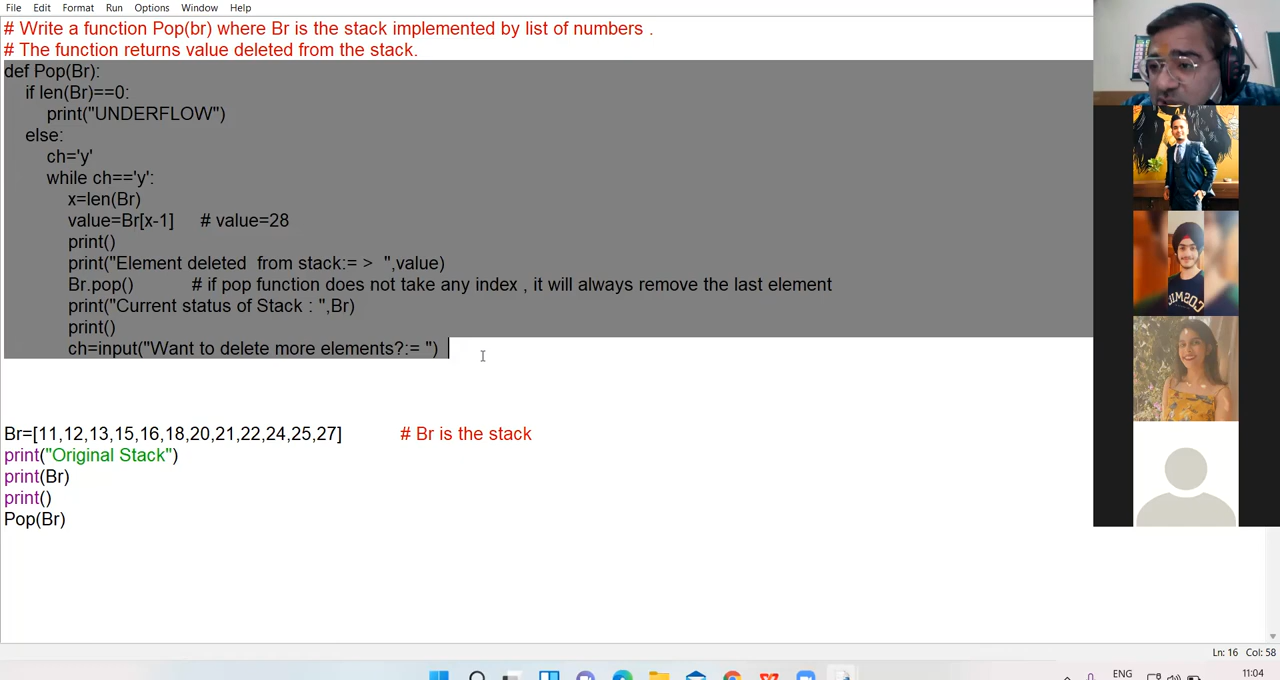 File Edit Format Run Options Window Help
# Write a function Pop(br) where Br is the stack implemented by list of numbers .
# The function returns value deleted from the stack.
def Pop(Br):
    if len(Br)==0:
        print("UNDERFLOW")
    else:
        ch='y'
        while ch=='y':
            x=len(Br)
            value=Br[x-1]     # value=28
            print()
            print("Element deleted  from stack:= >  ",value)
            Br.pop()           # if pop function does not take any index , it will always remove the last element
            print("Current status of Stack : ",Br)
            print()
            ch=input("Want to delete more elements?:= ")
Br=[11,12,13,15,16,18,20,21,22,24,25,27]           # Br is the stack
print("Original Stack")
print(Br)
print()
Pop(Br)
Ln: 16 Col: 58
ENG
11:04